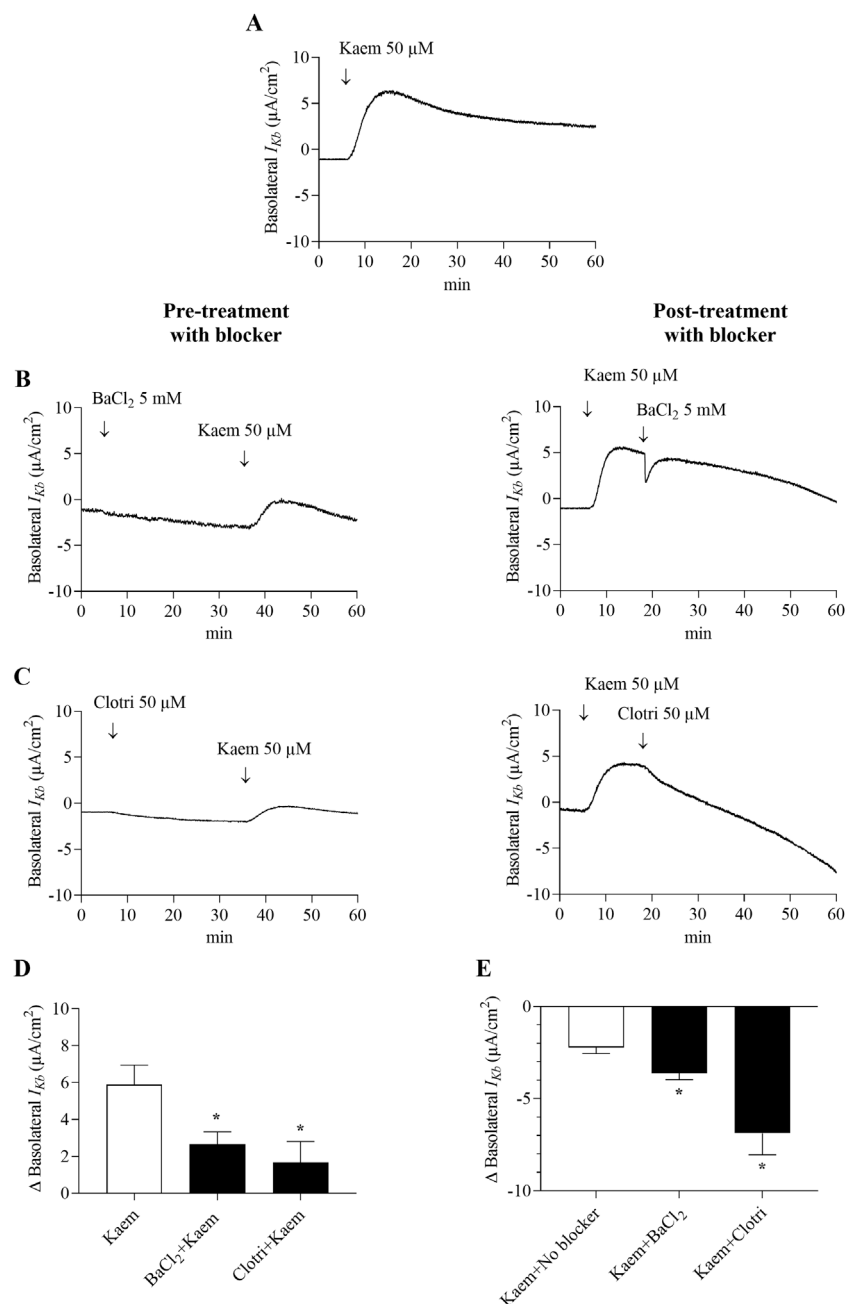 A
Kaem 50 µM
↓
Basolateral I_Kb (µA/cm²)
10
5
0
-5
-10
0 10 20 30 40 50 60
min
Pre-treatment
with blocker
Post-treatment
with blocker
B
BaCl₂ 5 mM
↓
Kaem 50 µM
↓
Basolateral I_Kb (µA/cm²)
10
5
0
-5
-10
0 10 20 30 40 50 60
min
Kaem 50 µM
↓
BaCl₂ 5 mM
↓
Basolateral I_Kb (µA/cm²)
10
5
0
-5
-10
0 10 20 30 40 50 60
min
C
Clotri 50 µM
↓
Kaem 50 µM
↓
Basolateral I_Kb (µA/cm²)
10
5
0
-5
-10
0 10 20 30 40 50 60
min
Kaem 50 µM
↓
Clotri 50 µM
↓
Basolateral I_Kb (µA/cm²)
10
5
0
-5
-10
0 10 20 30 40 50 60
min
D
Δ Basolateral I_Kb (µA/cm²)
10
8
6
4
2
0
*
*
Kaem
BaCl₂+Kaem
Clotri+Kaem
E
Δ Basolateral I_Kb (µA/cm²)
0
-5
-10
*
*
Kaem+No blocker
Kaem+BaCl₂
Kaem+Clotri